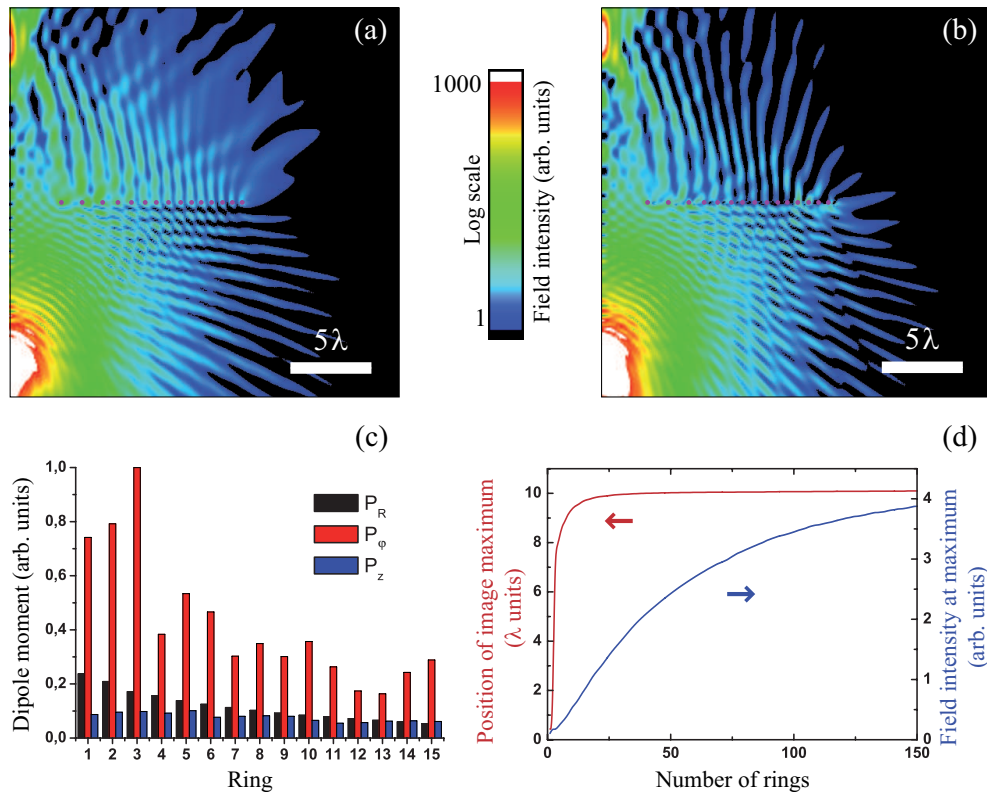 (a)
5λ
1000
1
Log scale
Field intensity (arb. units)
(b)
5λ
(c)
Dipole moment (arb. units)
1,0
0,8
0,6
0,4
0,2
0,0
P_R
P_φ
P_z
1 2 3 4 5 6 7 8 9 10 11 12 13 14 15
Ring
(d)
Position of image maximum
(λ units)
10
8
6
4
2
0
4
3
2
1
0
Field intensity at maximum
(arb. units)
0 50 100 150
Number of rings